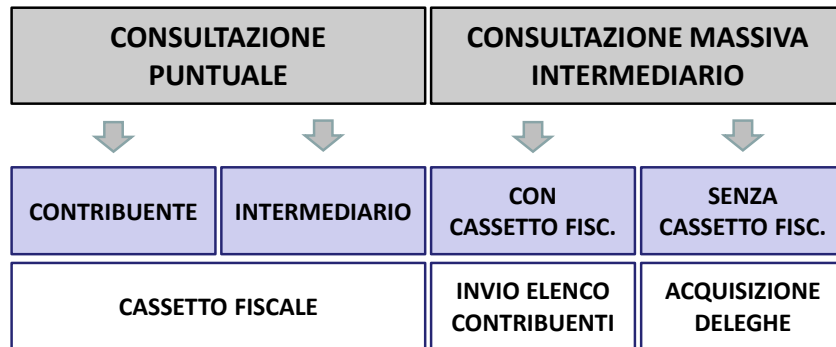 CONSULTAZIONE
PUNTUALE
CONSULTAZIONE MASSIVA
INTERMEDIARIO
CONTRIBUENTE
INTERMEDIARIO
CON
CASSETTO FISC.
SENZA
CASSETTO FISC.
CASSETTO FISCALE
INVIO ELENCO
CONTRIBUENTI
ACQUISIZIONE
DELEGHE